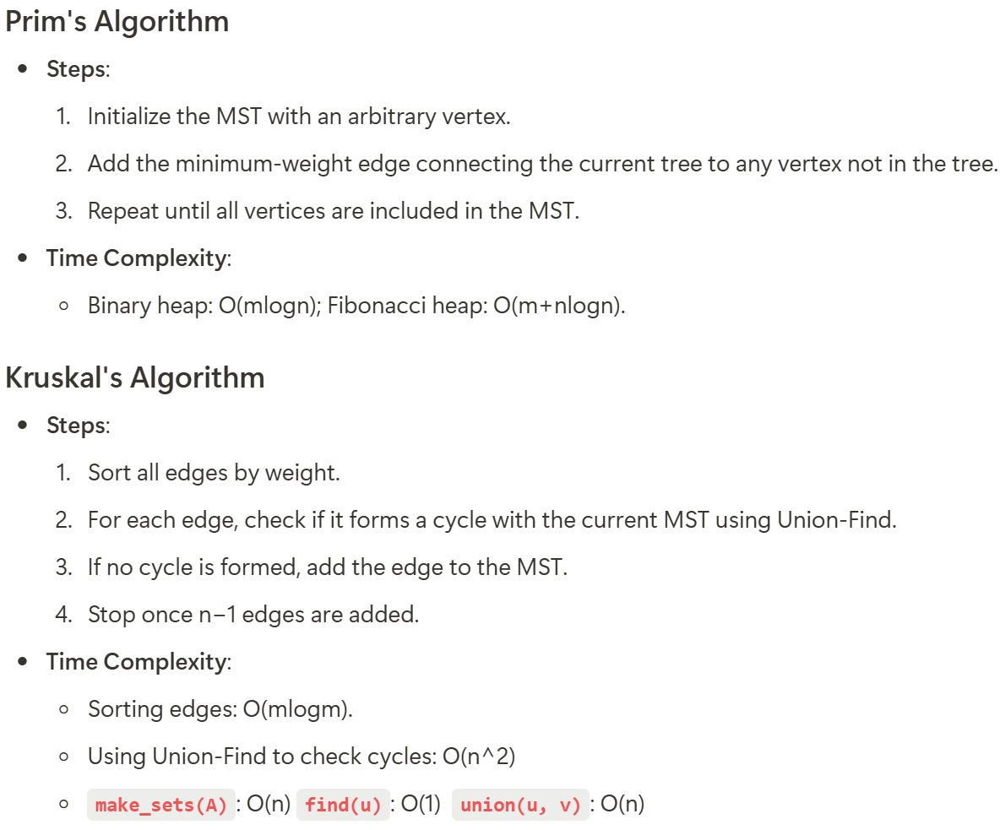 Prim's Algorithm
• Steps:
1. Initialize the MST with an arbitrary vertex.
2. Add the minimum-weight edge connecting the current tree to any vertex not in the tree.
3. Repeat until all vertices are included in the MST.
• Time Complexity:
○ Binary heap: O(mlogn); Fibonacci heap: O(m+nlogn).
Kruskal's Algorithm
• Steps:
1. Sort all edges by weight.
2. For each edge, check if it forms a cycle with the current MST using Union-Find.
3. If no cycle is formed, add the edge to the MST.
4. Stop once n−1 edges are added.
• Time Complexity:
○ Sorting edges: O(mlogm).
○ Using Union-Find to check cycles: O(n^2)
○ make_sets(A) : O(n) find(u) : O(1) union(u, v) : O(n)